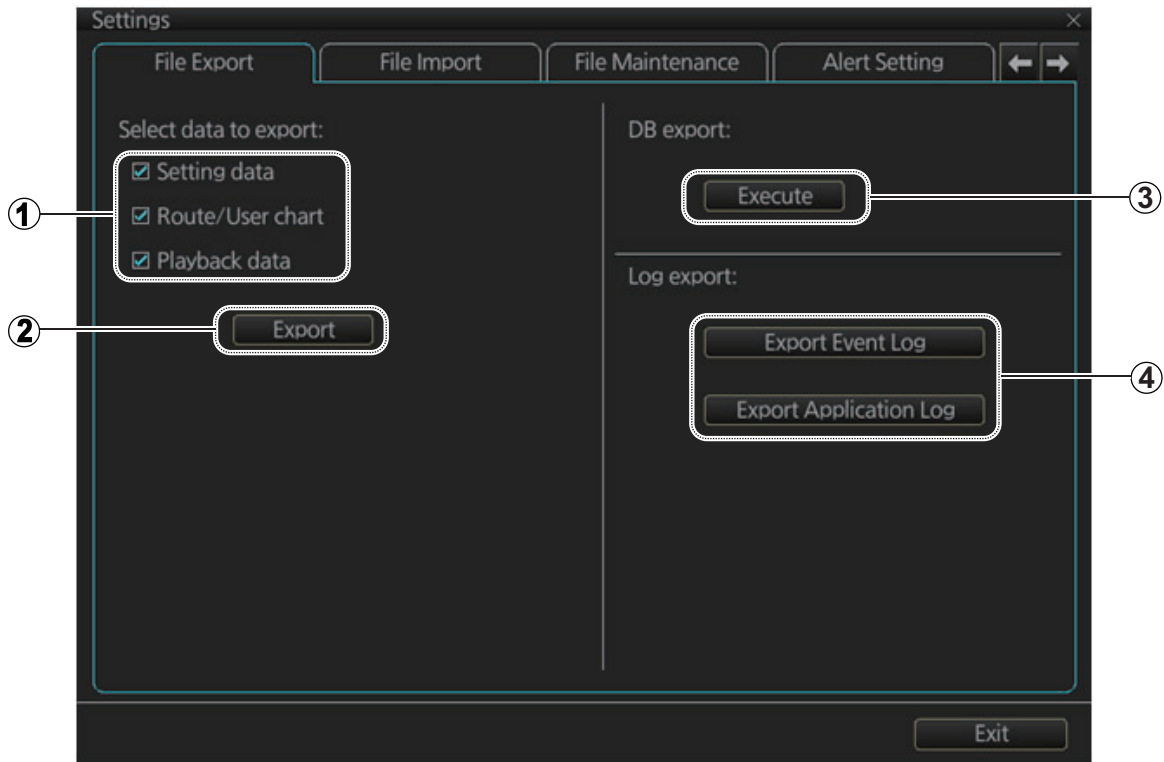 Settings
File Export
File Import
File Maintenance
Alert Setting
Select data to export:
Setting data
Route/User chart
Playback data
1
2
Export
DB export:
Execute
3
Log export:
Export Event Log
Export Application Log
4
Exit